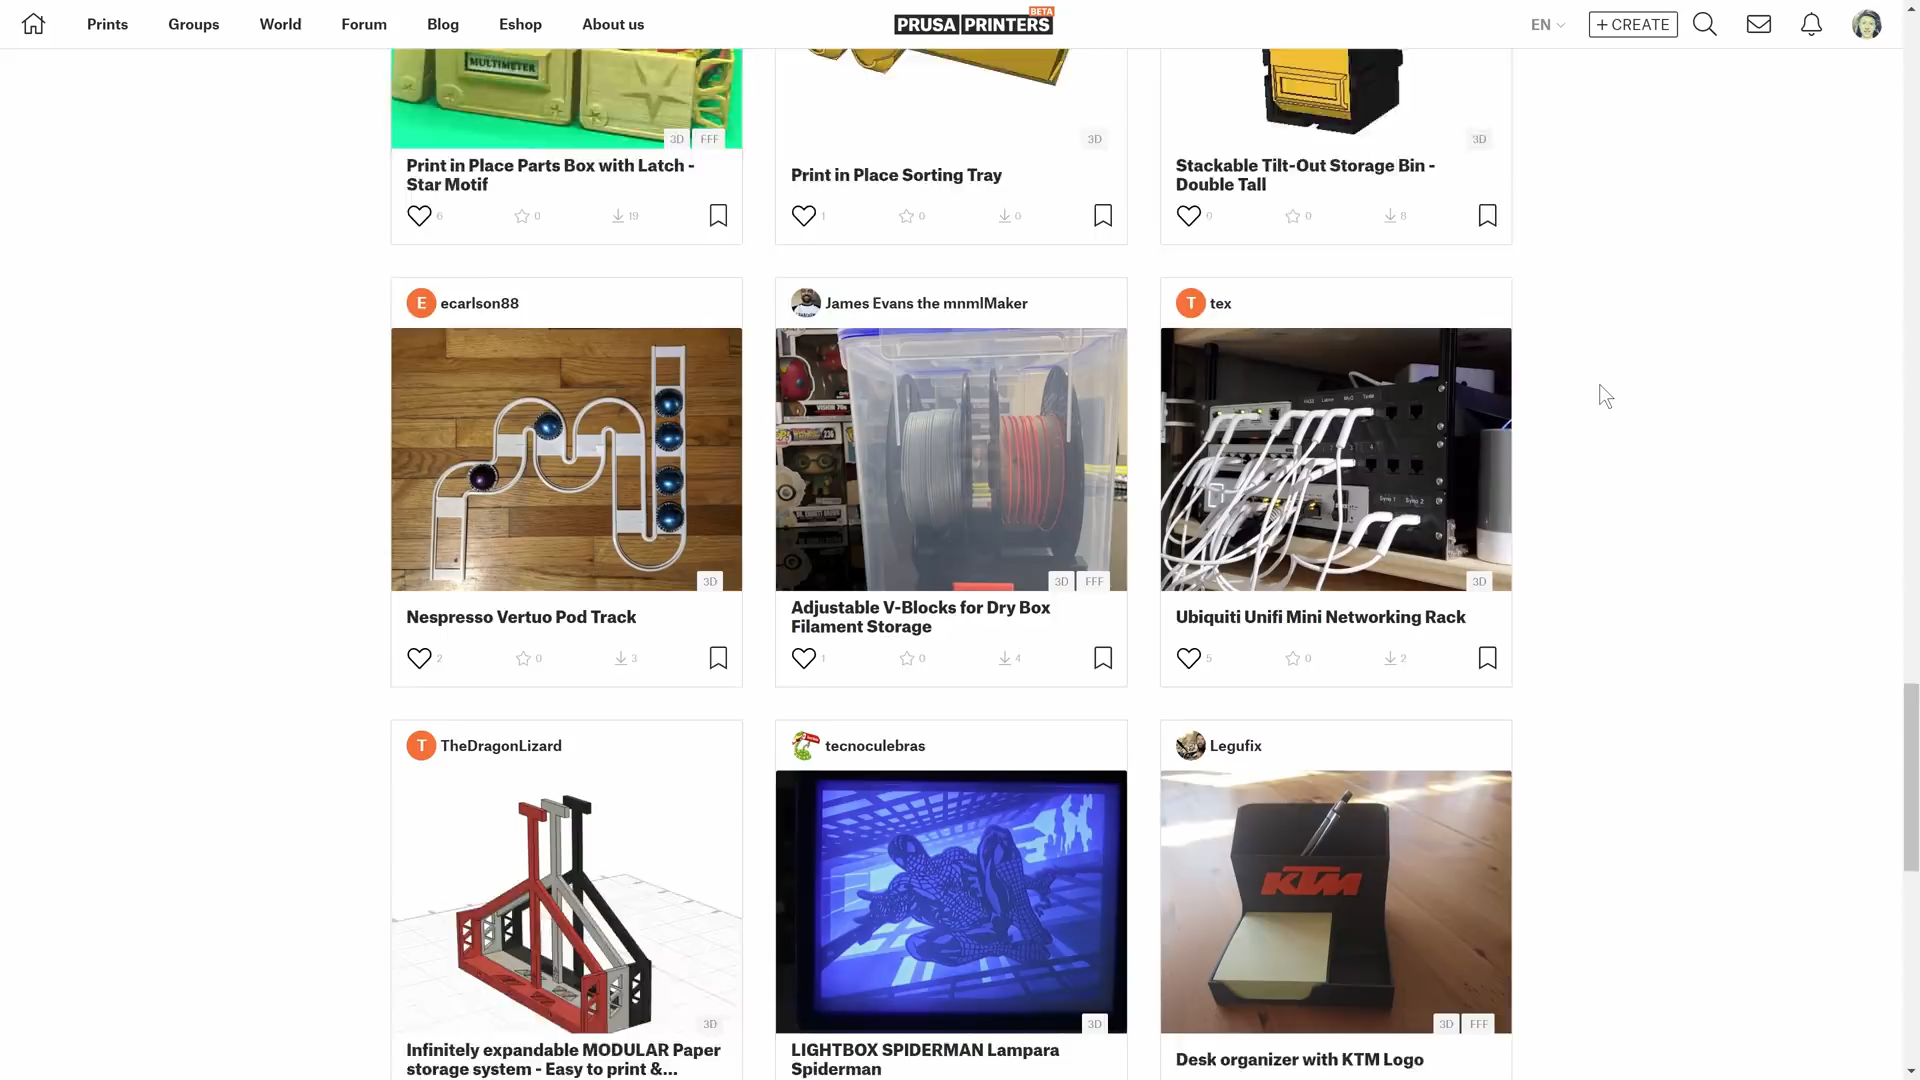 Prints Groups World Forum Blog Eshop About us PRUSA PRINTERS BETA EN + CREATE
MULTIMETER
3D FFF
3D
3D
Print in Place Parts Box with Latch -
Star Motif
Print in Place Sorting Tray
Stackable Tilt-Out Storage Bin -
Double Tall
6 0 19
1 0 0
0 0 8
E ecarlson88
James Evans the mnmlMaker
T tex
3D
3D FFF
3D
Nespresso Vertuo Pod Track
Adjustable V-Blocks for Dry Box
Filament Storage
Ubiquiti Unifi Mini Networking Rack
2 0 3
1 0 4
5 0 2
T TheDragonLizard
tecnoculebras
Legufix
KTM
3D
3D
3D FFF
Infinitely expandable MODULAR Paper
storage system - Easy to print &...
LIGHTBOX SPIDERMAN Lampara
Spiderman
Desk organizer with KTM Logo